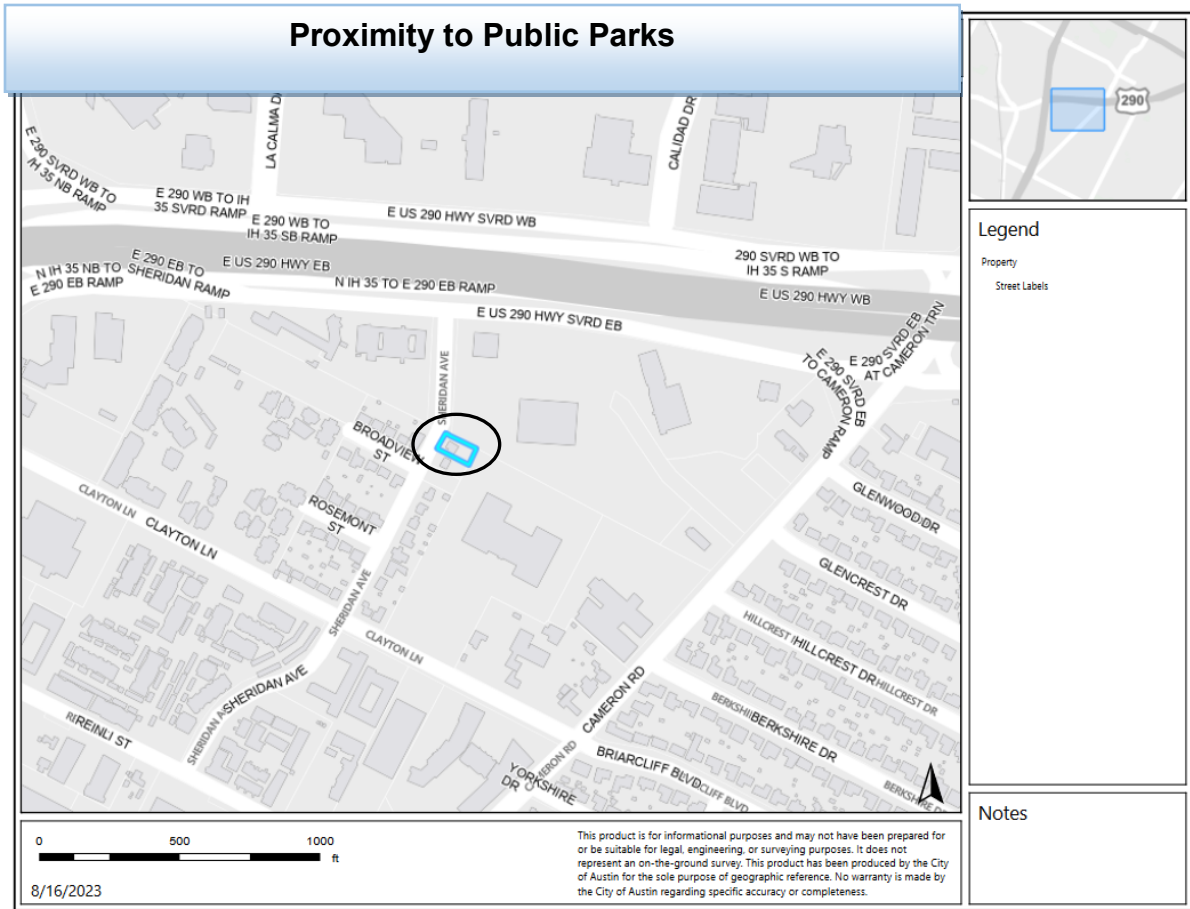 Proximity to Public Parks
290
LA CALMA D
CALIDAD DR
E 290 SVRD WB TO
/H 35 NB RAMP
E 290 WB TO IH
35 SVRD RAMP
E 290 WB TO
IH 35 SB RAMP
E US 290 HWY SVRD WB
290 SVRD WB TO
IH 35 S RAMP
N IH 35 NB TO
E 290 EB RAMP
E 290 EB TO
SHERIDAN RAMP
E US 290 HWY EB
N IH 35 TO E 290 EB RAMP
E US 290 HWY WB
E US 290 HWY SVRD EB
E 290 SVRD EB
AT CAMERON TRN
E 290 SVRD EB
TO CAMERON RAMP
SHERIDAN AVE
BROADVIEW
ST
ROSEMONT
ST
CLAYTON LN
CLAYTON LN
SHERIDAN AVE
CLAYTON LN
GLENWOOD DR
GLENCREST DR
HILLCREST
HILLCREST DR
HILLCREST DR
SHERIDAN A
SHERIDAN AVE
REINLI ST
CAMERON RD
BERKSHI
BERKSHIRE DR
BERKSHIRE D
BRIARCLIFF BLVD
CLIFF BLVD
YORKSHIRE
DR
CAMERON RD
Legend
Property
Street Labels
Notes
0 500 1000
ft
8/16/2023
This product is for informational purposes and may not have been prepared for
or be suitable for legal, engineering, or surveying purposes. It does not
represent an on-the-ground survey. This product has been produced by the City
of Austin for the sole purpose of geographic reference. No warranty is made by
the City of Austin regarding specific accuracy or completeness.